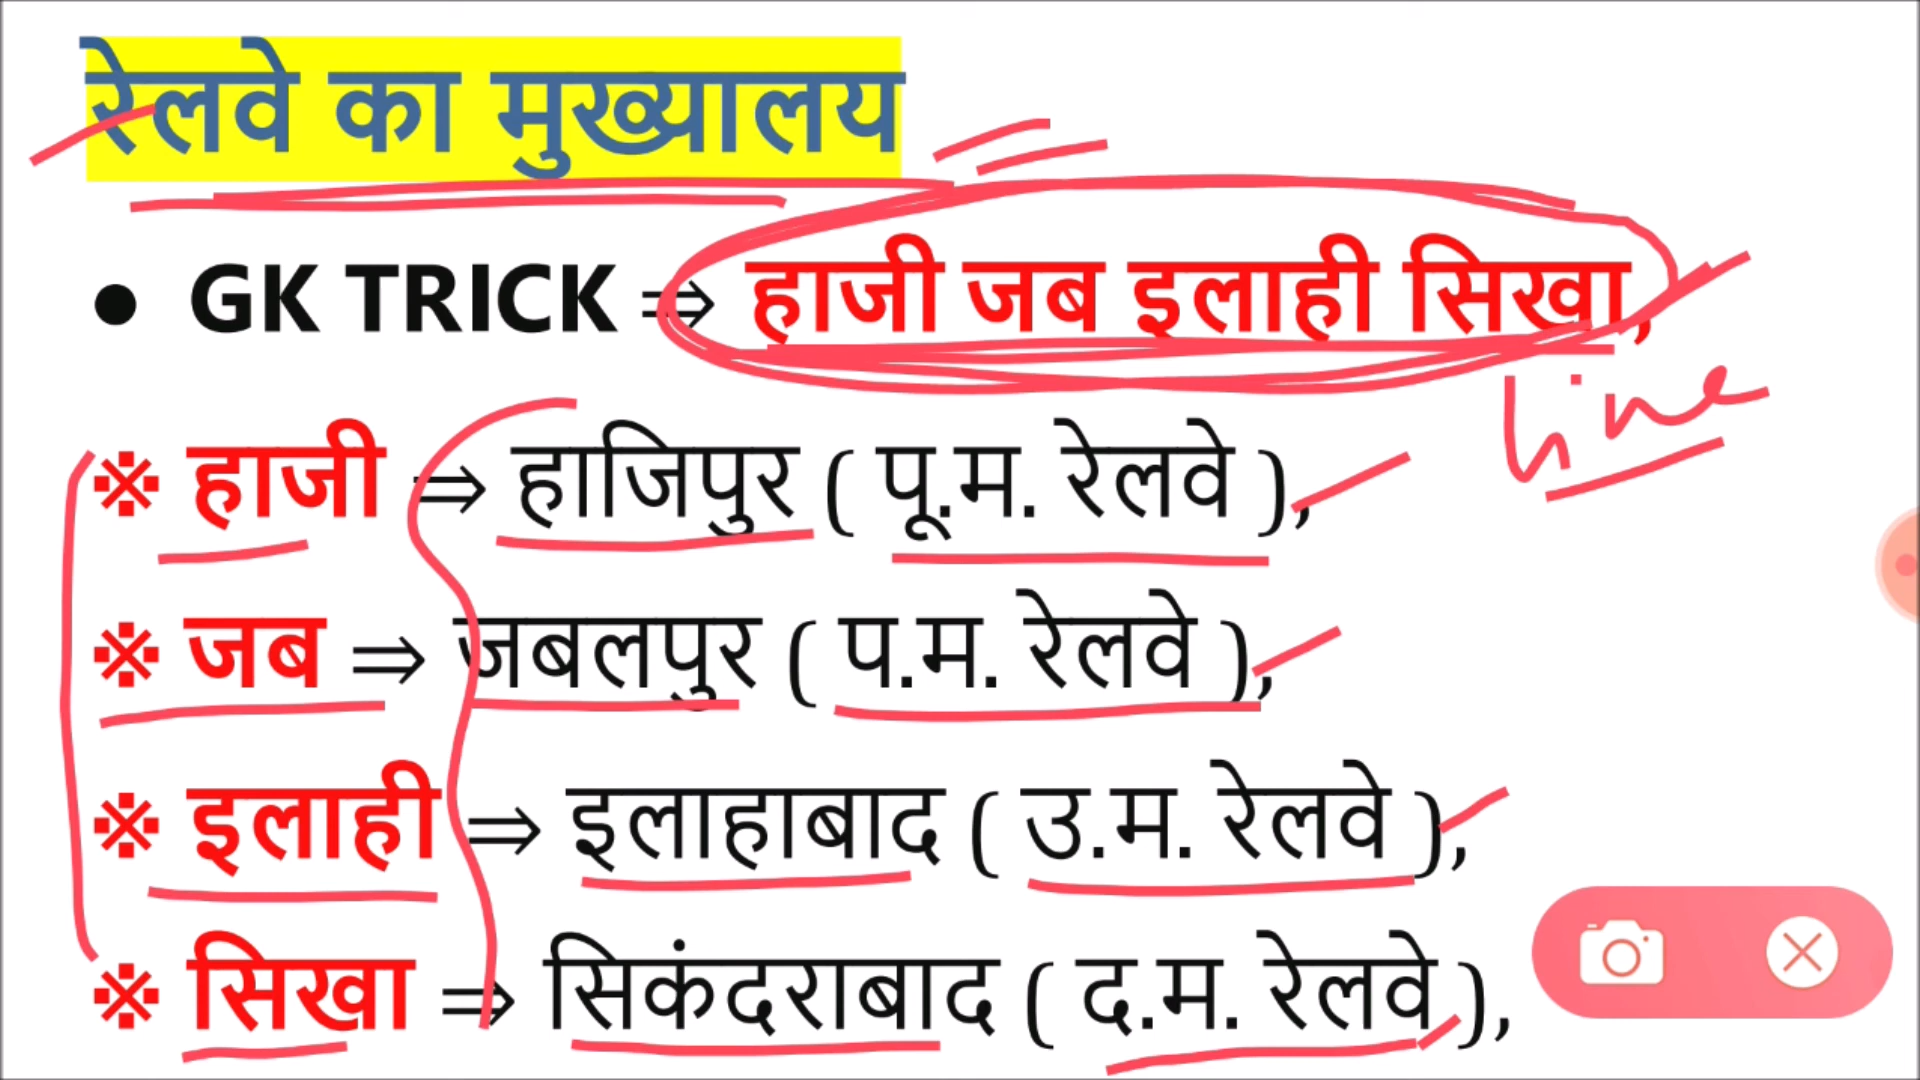 रेलवे का मुख्यालय
● GK TRICK ⇒ हाजी जब इलाही सिखा,
line
※ हाजी ⇒ हाजिपुर ( पू.म. रेलवे ),
※ जब ⇒ जबलपुर ( प.म. रेलवे ),
※ इलाही ⇒ इलाहाबाद ( उ.म. रेलवे ),
※ सिखा ⇒ सिकंदराबाद ( द.म. रेलवे ),